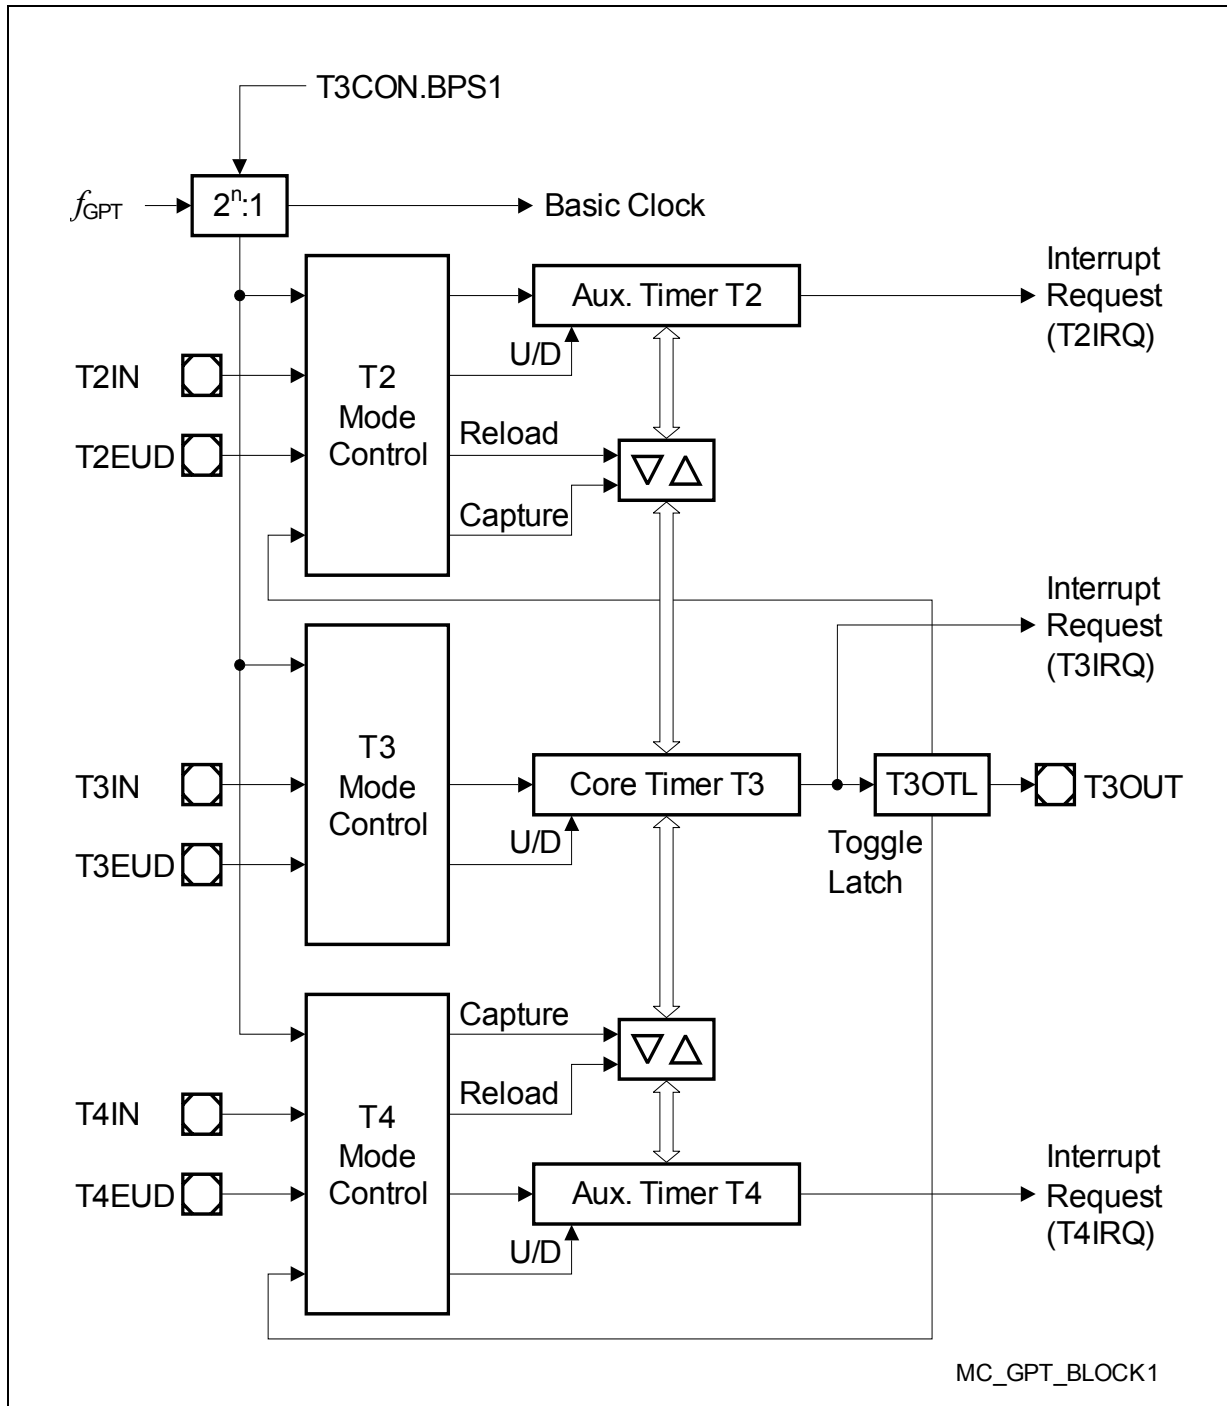 T3CON.BPS1
fGPT
2ⁿ:1
Basic Clock
Interrupt
Request
(T2IRQ)
Aux. Timer T2
U/D
T2IN
T2
Mode
Control
T2EUD
Reload
Capture
Interrupt
Request
(T3IRQ)
T3
Mode
Control
T3IN
Core Timer T3
T3OTL
T3OUT
U/D
T3EUD
Toggle
Latch
Capture
Reload
T4IN
T4
Mode
Control
T4EUD
Aux. Timer T4
Interrupt
Request
(T4IRQ)
U/D
MC_GPT_BLOCK1